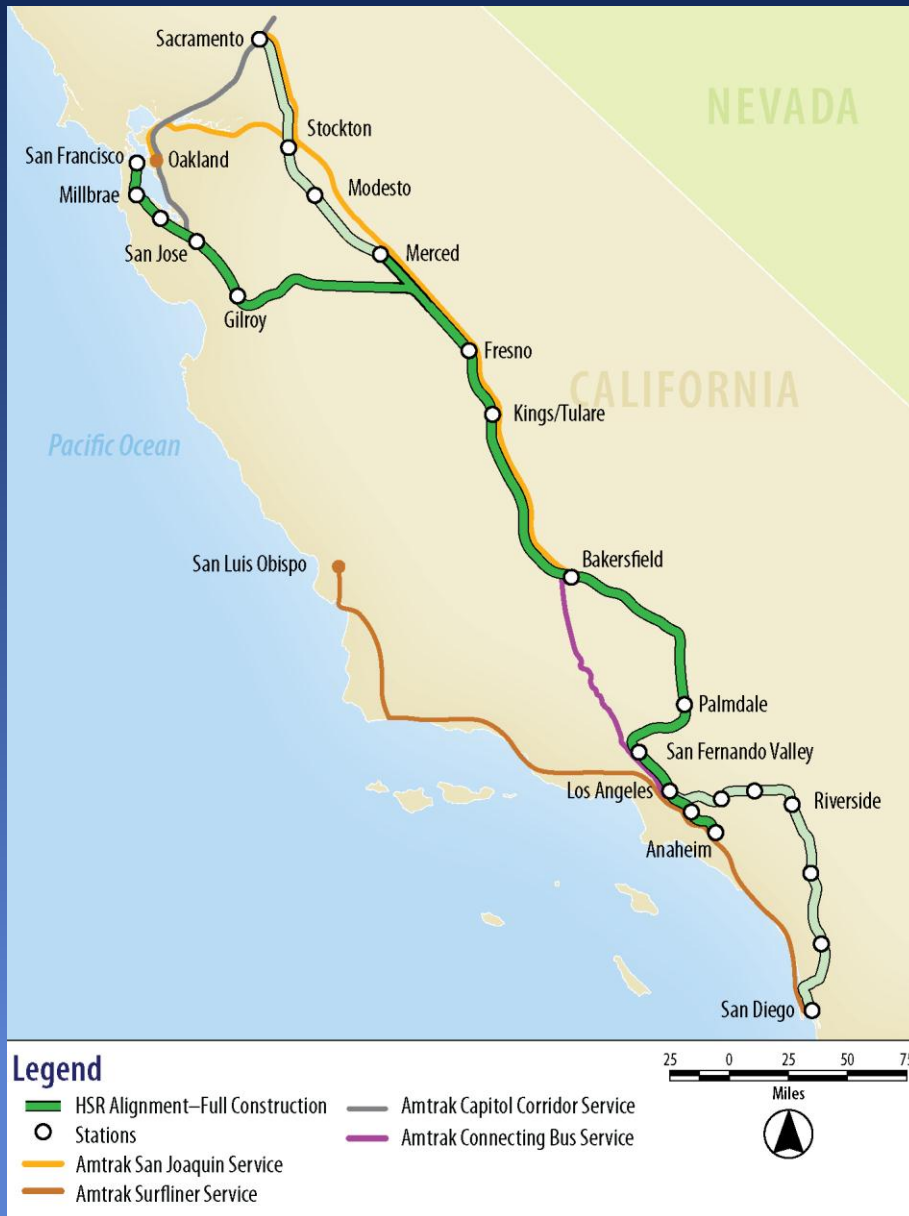 Sacramento
NEVADA
Stockton
San Francisco
Oakland
Millbrae
Modesto
San Jose
Merced
Gilroy
Fresno
CALIFORNIA
Kings/Tulare
Pacific Ocean
San Luis Obispo
Bakersfield
Palmdale
San Fernando Valley
Los Angeles
Riverside
Anaheim
San Diego
Legend
HSR Alignment–Full Construction
Stations
Amtrak San Joaquin Service
Amtrak Surfliner Service
Amtrak Capitol Corridor Service
Amtrak Connecting Bus Service
25 0 25 50 75
Miles